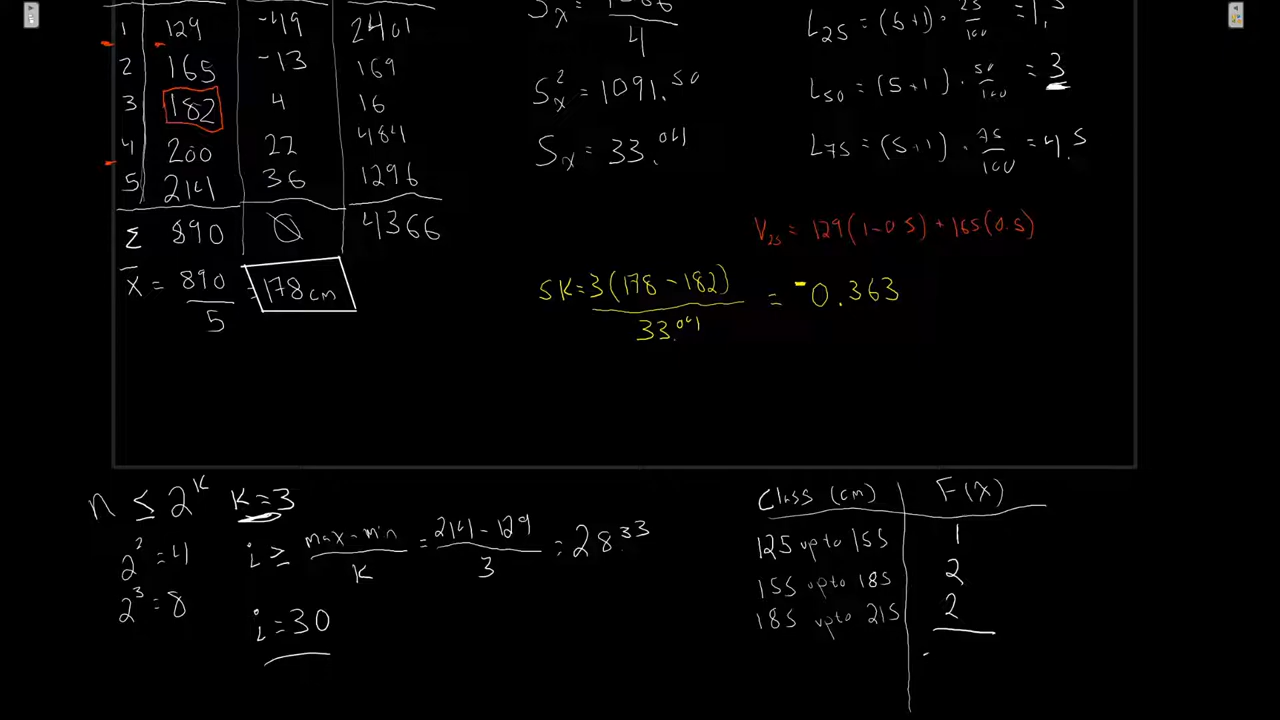 1 129 -49 2401
2 165 -13 169
3 182 4 16
4 200 22 484
5 214 36 1296
Σ 890 0 4366
x̄ = 890/5 = 178cm
4
Sx² = 1091.50
Sx = 33.04
L25 = (5+1) · 25/100 = 1.5
L50 = (5+1) · 50/100 = 3
L75 = (5+1) · 75/100 = 4.5
V25 = 129(1-0.5) + 165(0.5)
SK = 3(178 - 182)/33.04 = -0.363
n ≤ 2^k k=3
2² = 4
2³ = 8
i ≥ max-min/k = 214-129/3 = 28.33
i = 30
Class (cm) F(x)
125 up to 155 1
155 up to 185 2
185 up to 215 2